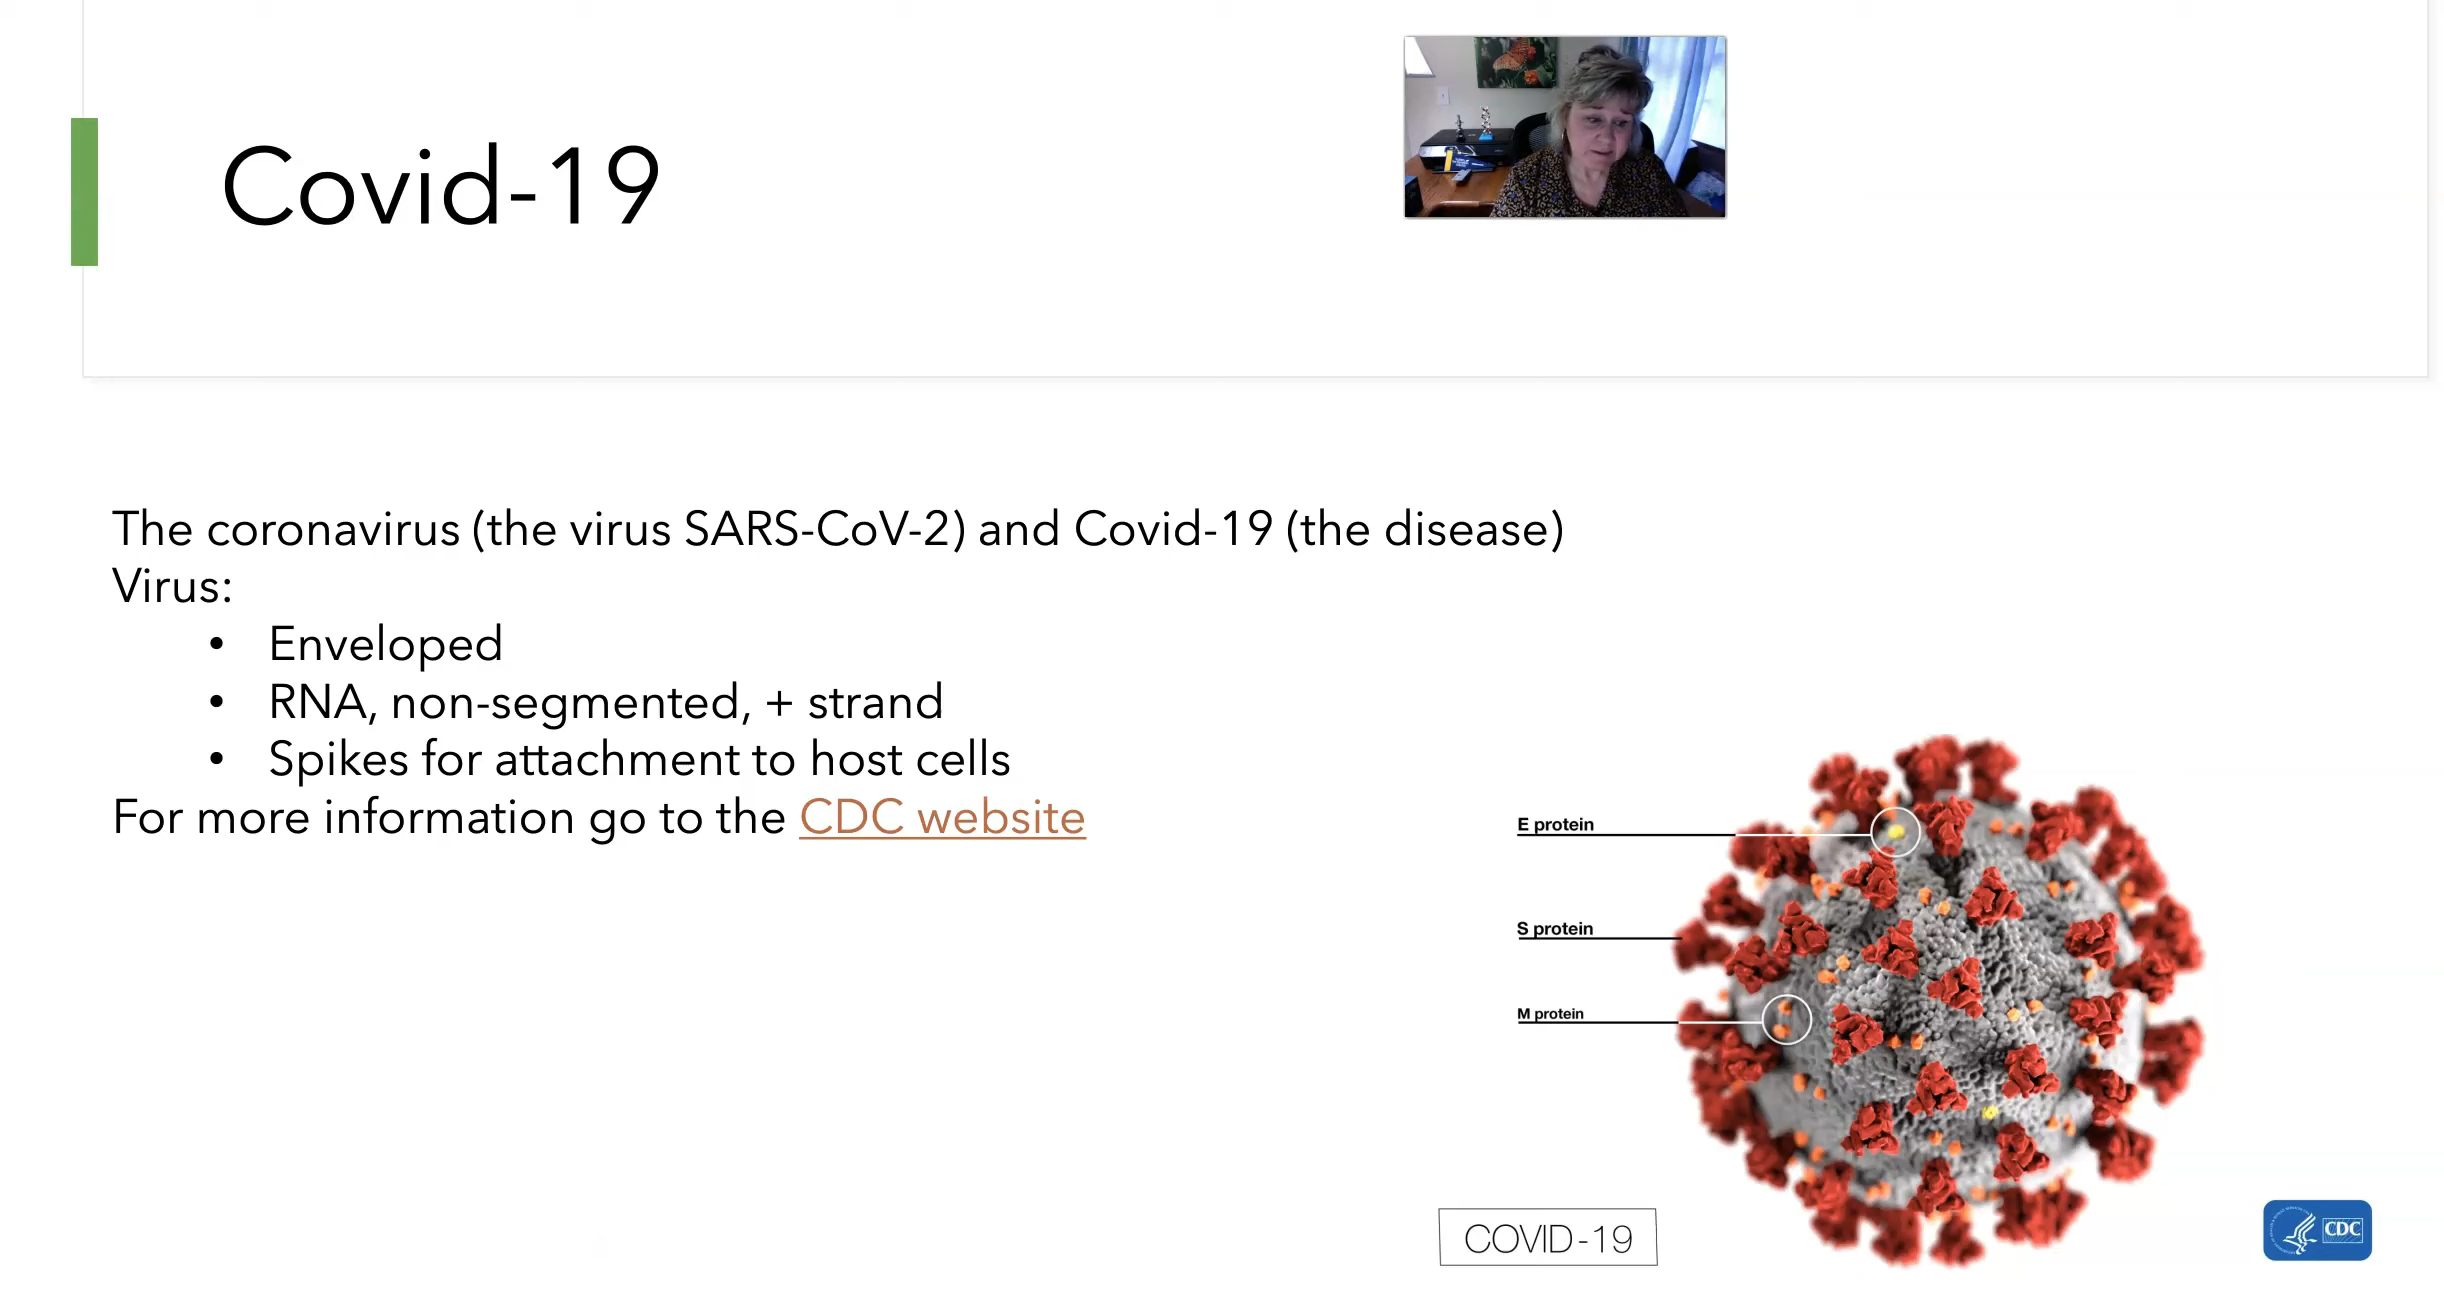 Covid-19
The coronavirus (the virus SARS-CoV-2) and Covid-19 (the disease)
Virus:
• Enveloped
• RNA, non-segmented, + strand
• Spikes for attachment to host cells
For more information go to the CDC website
E protein
S protein
M protein
COVID-19
CDC